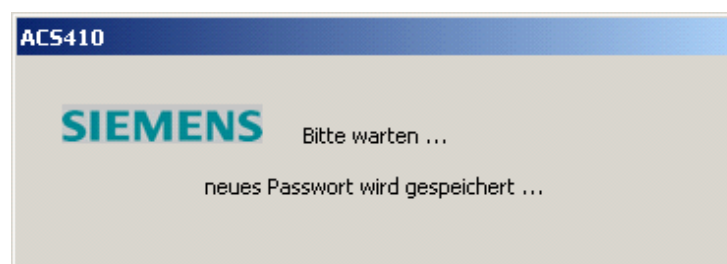 ACS410
SIEMENS Bitte warten ...
neues Passwort wird gespeichert ...